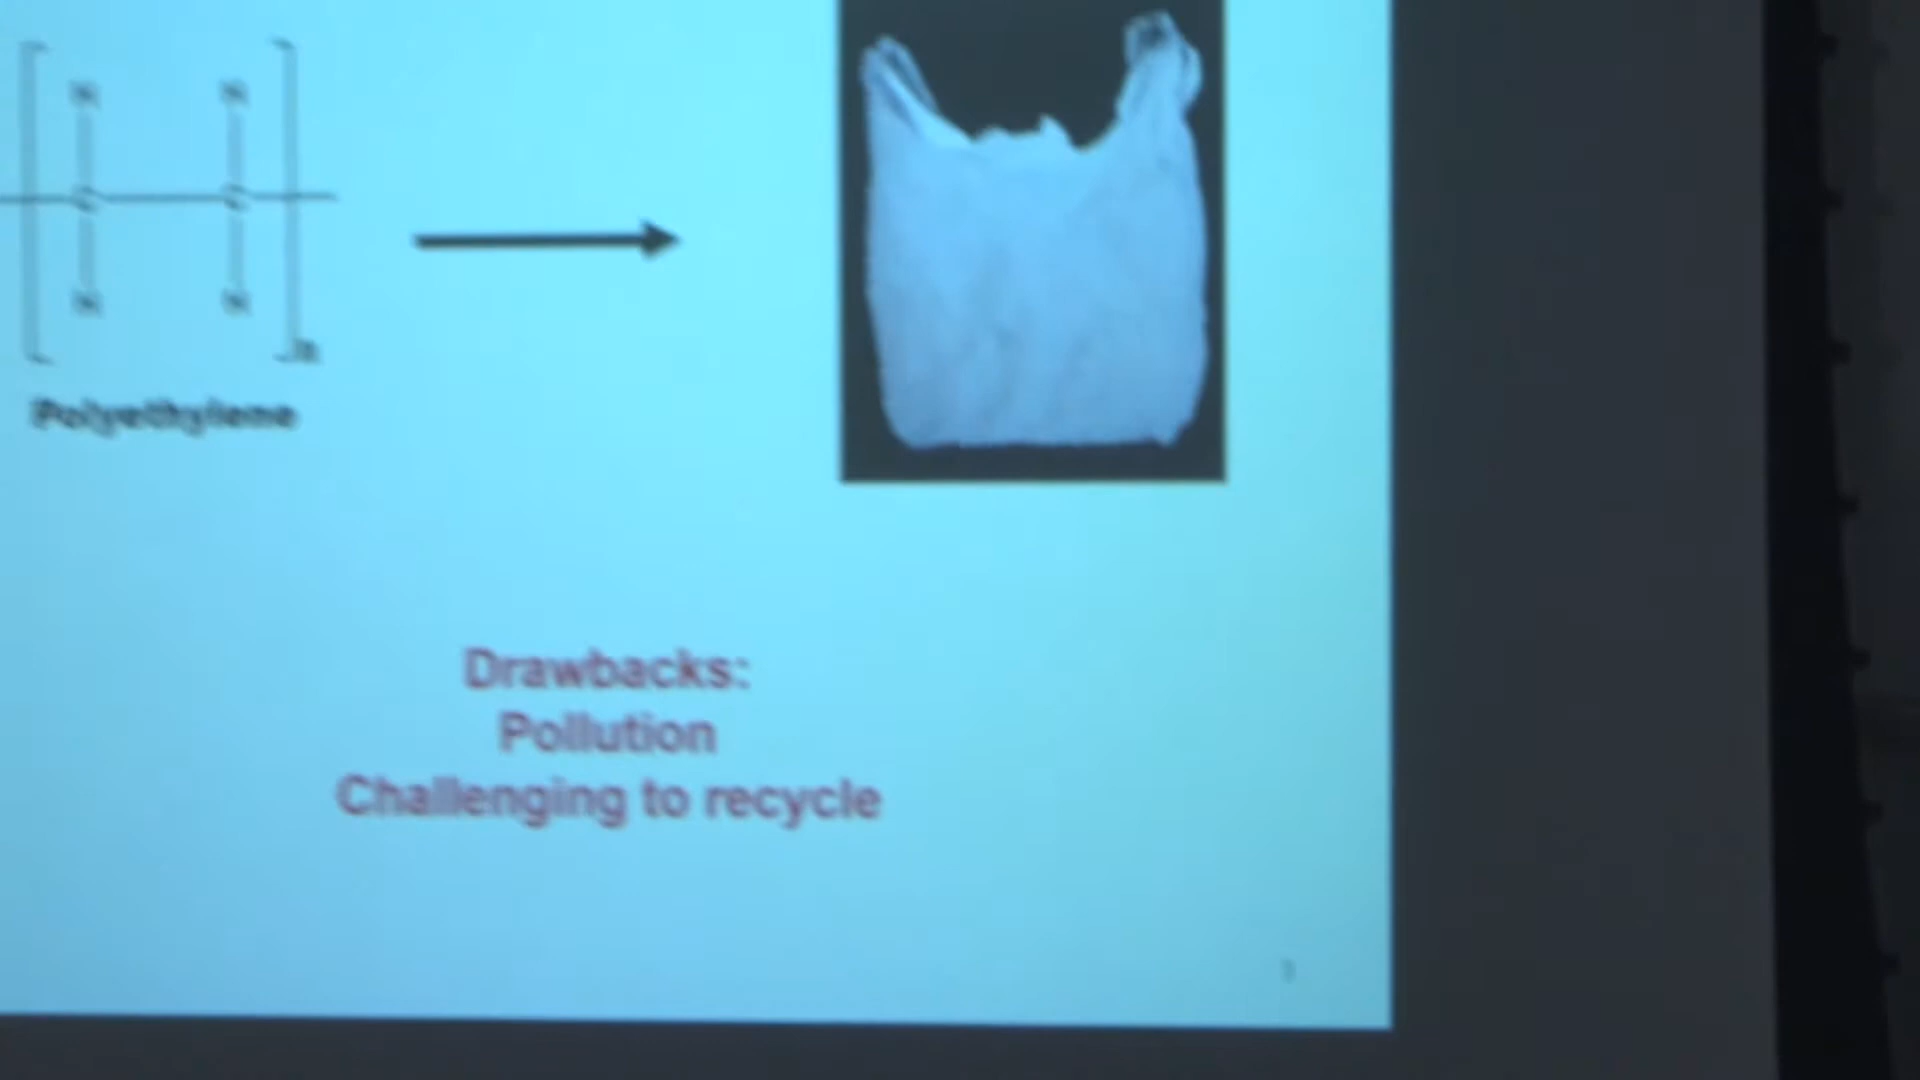 Polyethylene
Drawbacks:
Pollution
Challenging to recycle